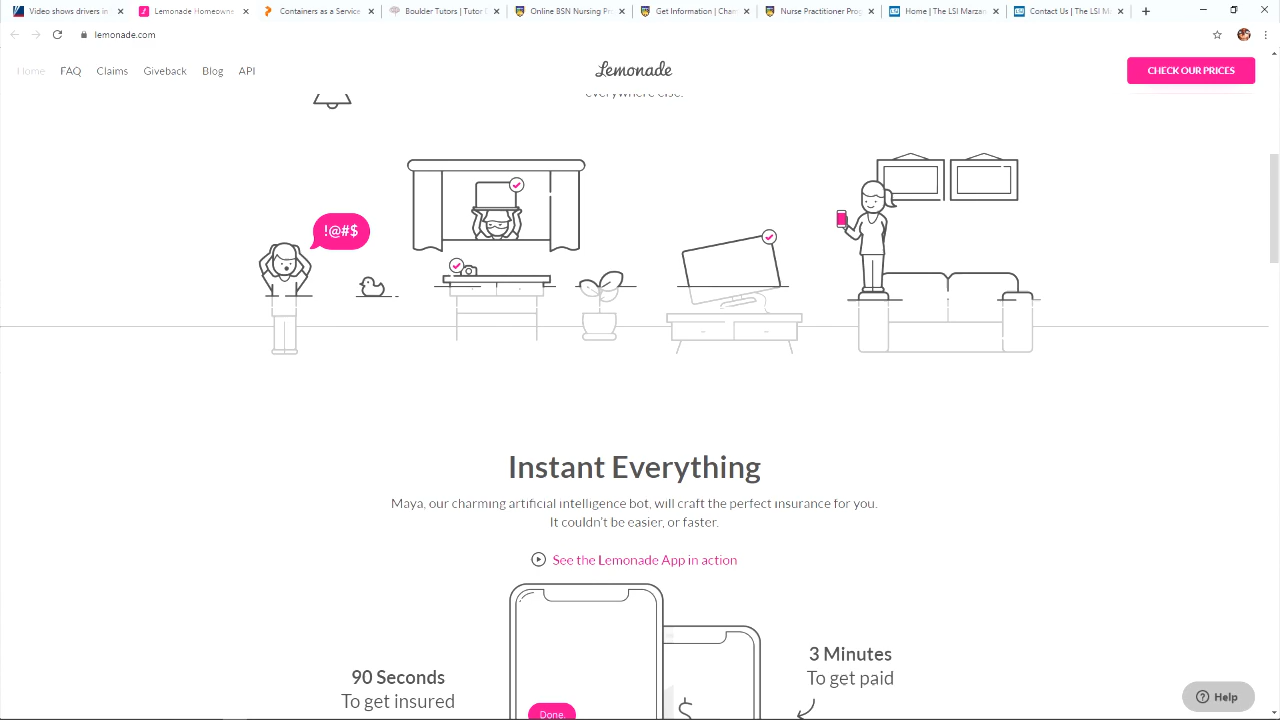 Video shows drivers in
Lemonade Homeowne
Containers as a Service
Boulder Tutors | Tutor
Online BSN Nursing Pr
Get Information | Cham
Nurse Practitioner Prog
Home | The LSI Marzan
Contact Us | The LSI M
lemonade.com
Home
FAQ
Claims
Giveback
Blog
API
Lemonade
CHECK OUR PRICES
everywhere else.
!@#$
Instant Everything
Maya, our charming artificial intelligence bot, will craft the perfect insurance for you.
It couldn't be easier, or faster.
See the Lemonade App in action
90 Seconds
To get insured
3 Minutes
To get paid
Done
$
Help